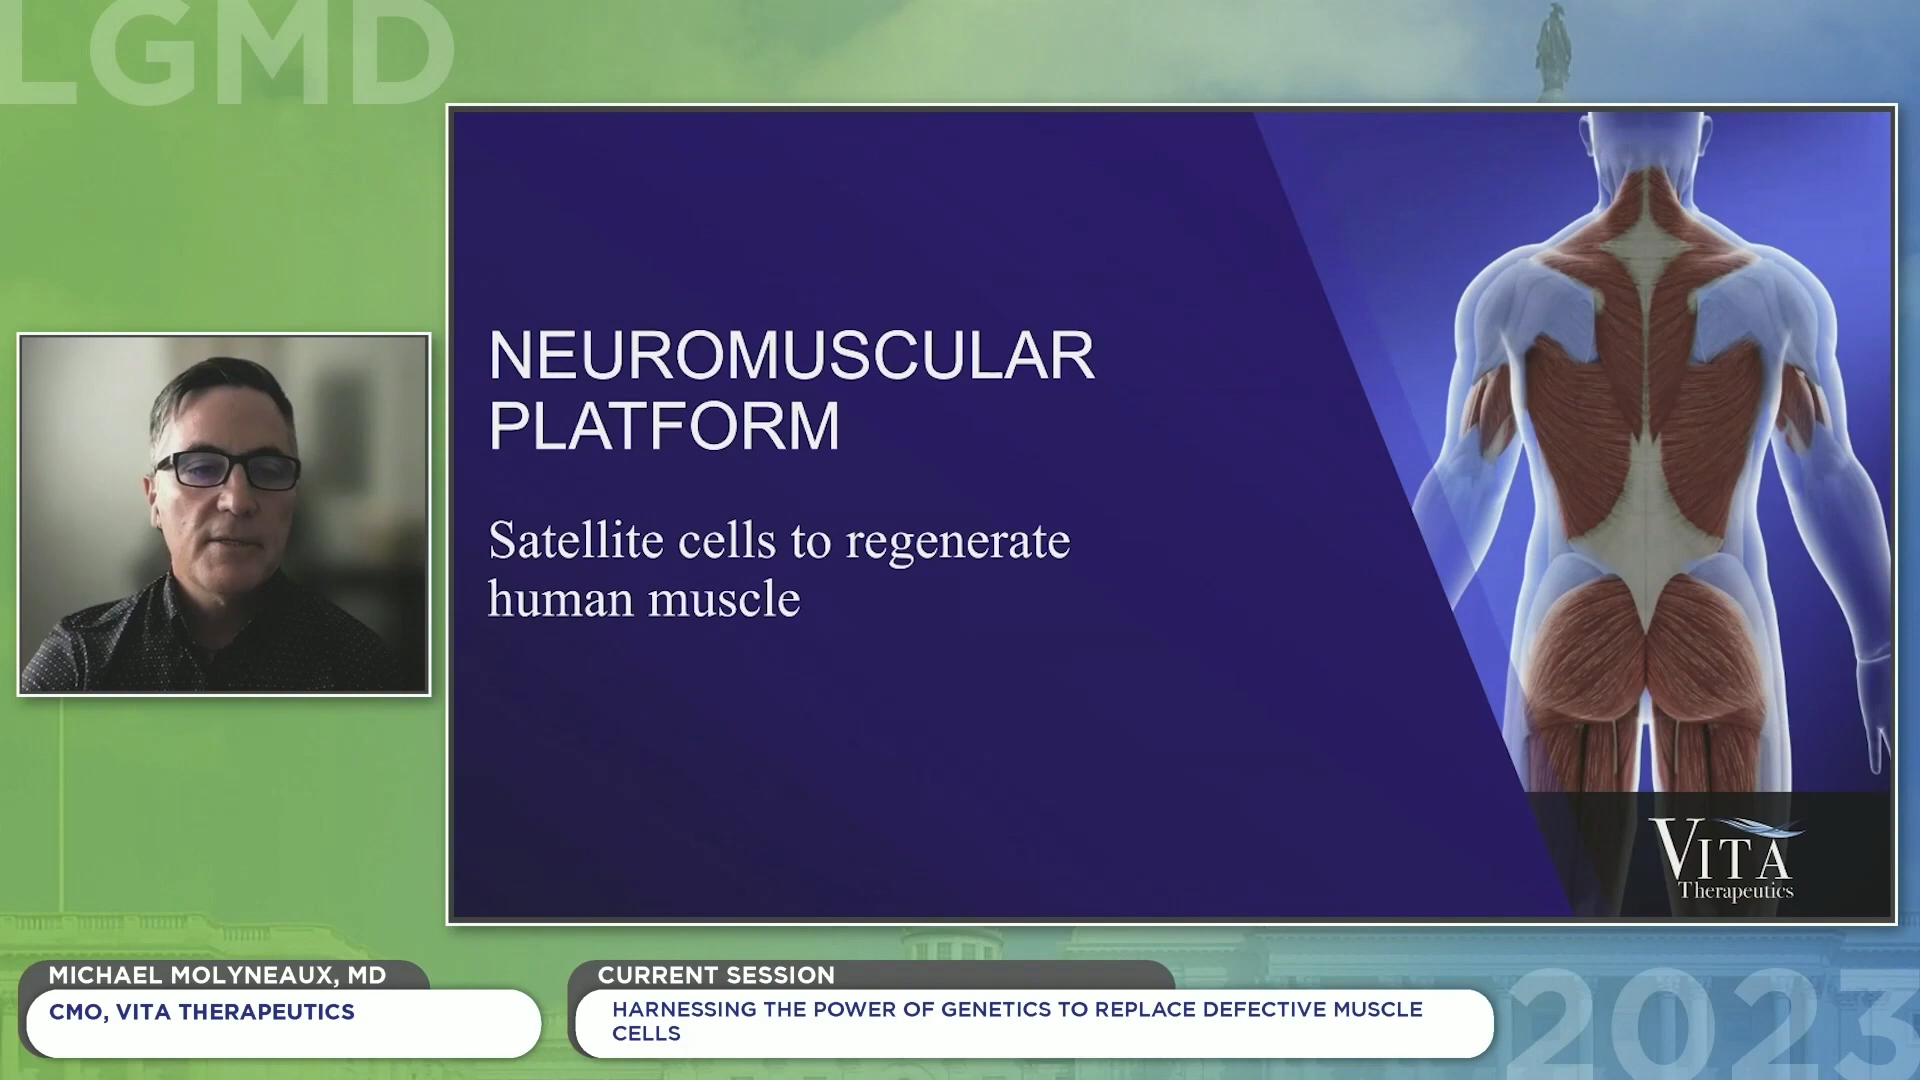 LGMD
NEUROMUSCULAR
PLATFORM
Satellite cells to regenerate
human muscle
VITA
Therapeutics
MICHAEL MOLYNEAUX, MD
CMO, VITA THERAPEUTICS
CURRENT SESSION
HARNESSING THE POWER OF GENETICS TO REPLACE DEFECTIVE MUSCLE
CELLS
2023